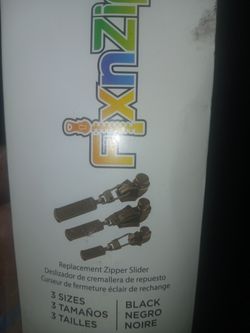 FixnZip
Replacement Zipper Slider
Deslizador de cremallera de repuesto
Curseur de fermeture éclair de rechange
3 SIZES
3 TAMAÑOS
3 TAILLES
BLACK
NEGRO
NOIRE